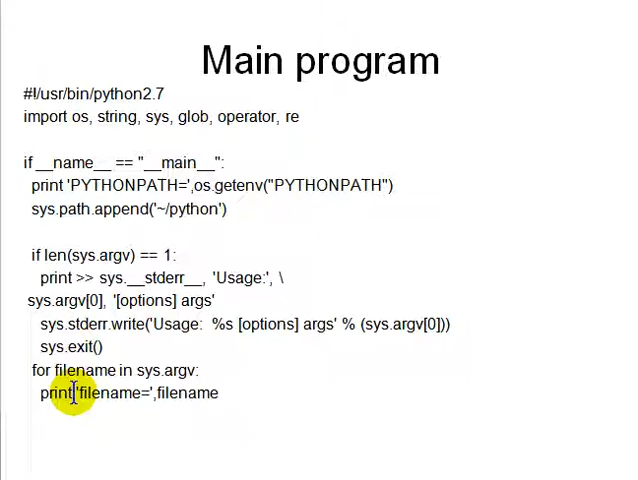 Main program
#!/usr/bin/python2.7
import os, string, sys, glob, operator, re
if __name__ == "__main__":
print 'PYTHONPATH=',os.getenv("PYTHONPATH")
sys.path.append('~/python')
if len(sys.argv) == 1:
print >> sys.__stderr__, 'Usage:', \
sys.argv[0], '[options] args'
sys.stderr.write('Usage:  %s [options] args' % (sys.argv[0]))
sys.exit()
for filename in sys.argv:
print 'filename=',filename